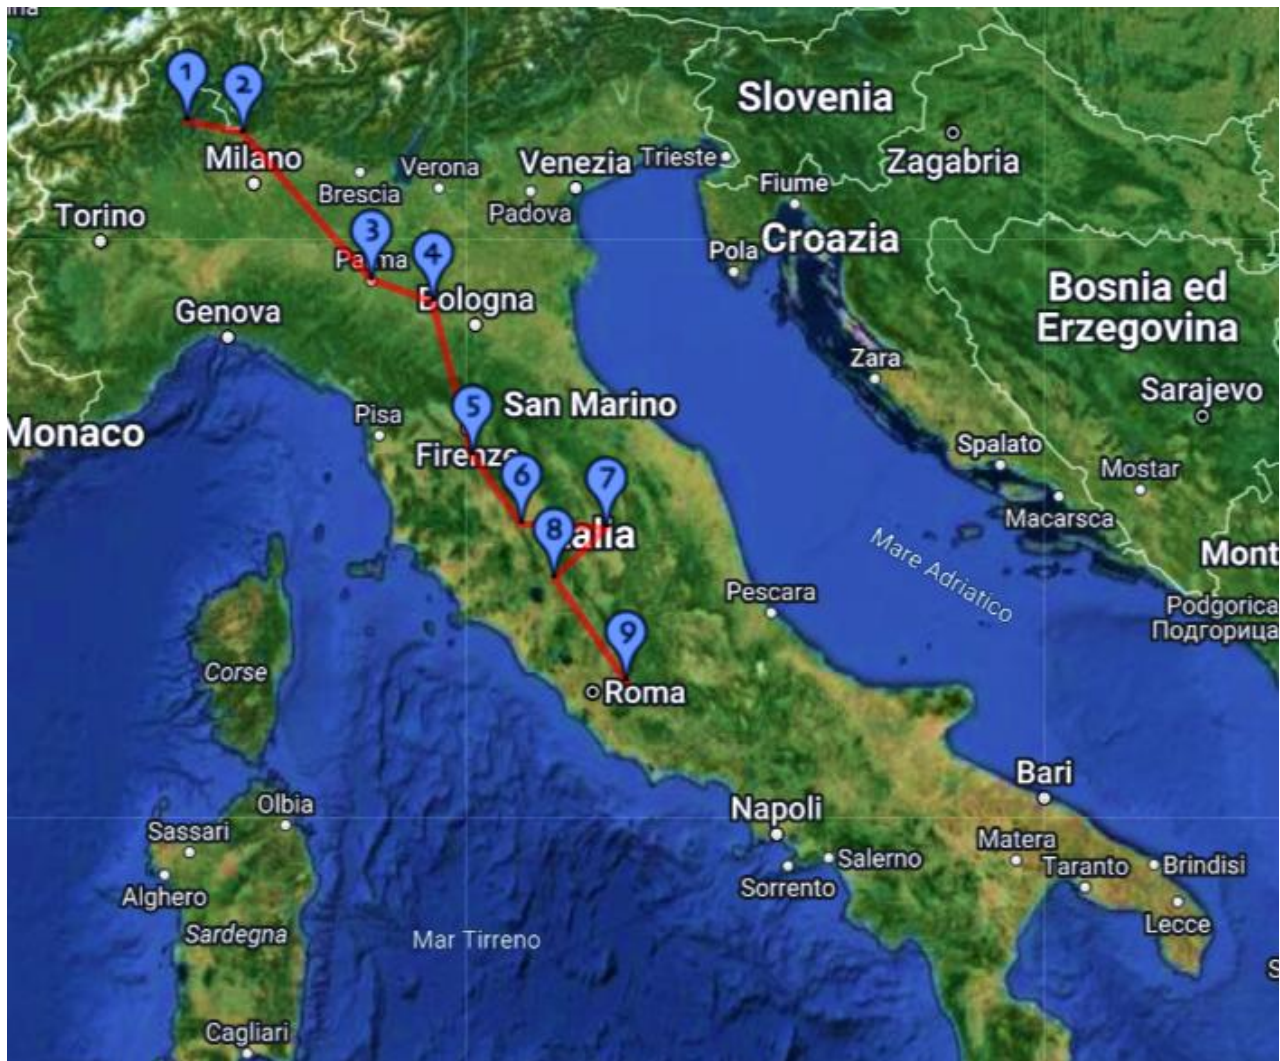 1
2
Slovenia
Milano
Brescia
Verona
Venezia
Trieste
Padova
Zagabria
Fiume
Torino
3
4
Pola
Croazia
Bologna
Genova
Bosnia ed
Erzegovina
Zara
Sarajevo
Monaco
Pisa
5
San Marino
Firenze
6
7
8
Spalato
Mostar
Macarsca
Mare Adriatico
Mont
Pescara
Podgorica
Подгорица
9
Corse
Roma
Bari
Olbia
Napoli
Sassari
Matera
Salerno
Taranto
Brindisi
Alghero
Sorrento
Lecce
Sardegna
Mar Tirreno
Cagliari